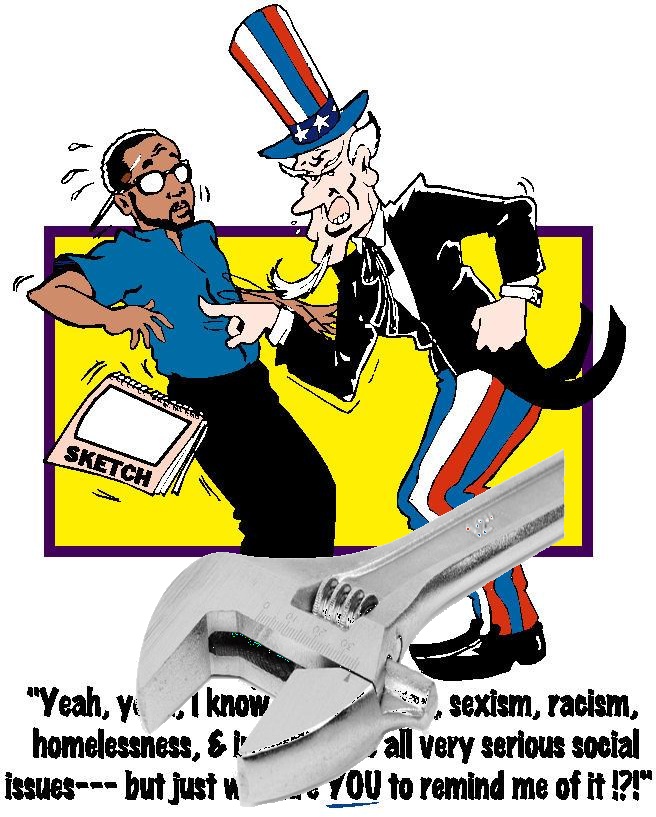 SKETCH
"Yeah, I know sexism, racism,
homelessness, & all very serious social
issues--- but just YOU to remind me of it !?!"